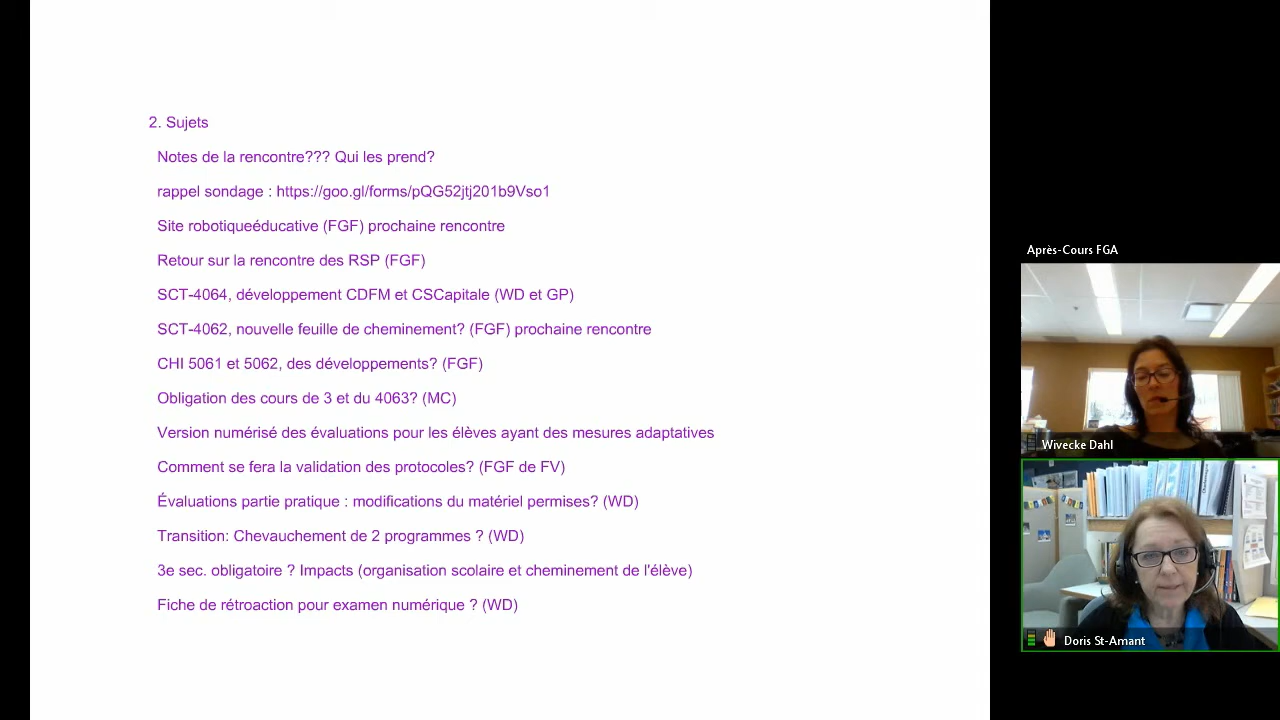 2. Sujets
Notes de la rencontre??? Qui les prend?
rappel sondage : https://goo.gl/forms/pQG52jtj201b9Vso1
Site robotiqueéducative (FGF) prochaine rencontre
Retour sur la rencontre des RSP (FGF)
SCT-4064, développement CDFM et CSCapitale (WD et GP)
SCT-4062, nouvelle feuille de cheminement? (FGF) prochaine rencontre
CHI 5061 et 5062, des développements? (FGF)
Obligation des cours de 3 et du 4063? (MC)
Version numérisé des évaluations pour les élèves ayant des mesures adaptatives
Comment se fera la validation des protocoles? (FGF de FV)
Évaluations partie pratique : modifications du matériel permises? (WD)
Transition: Chevauchement de 2 programmes ? (WD)
3e sec. obligatoire ? Impacts (organisation scolaire et cheminement de l'élève)
Fiche de rétroaction pour examen numérique ? (WD)
Après-Cours FGA
Wivecke Dahl
Doris St-Amant